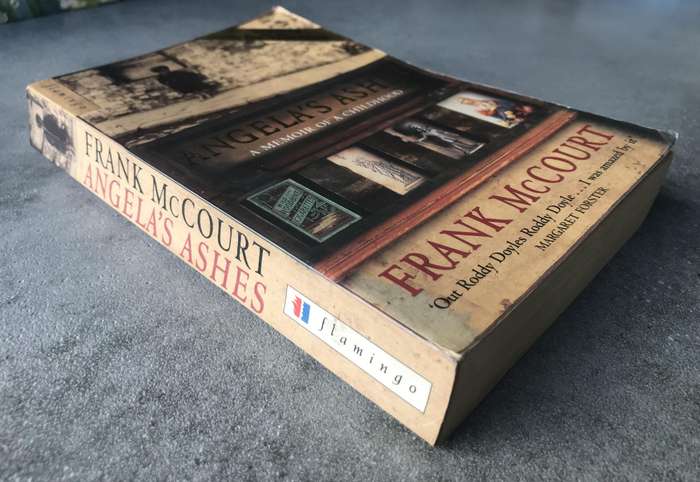 ANGELA'S ASH
A MEMOIR OF A CHILDHOOD
FRANK McCOURT
'Out Roddy Doyles Roddy Doyle . . . I was amazed by it'
MARGARET FORSTER
FRANK McCOURT
ANGELA'S ASHES
flamingo